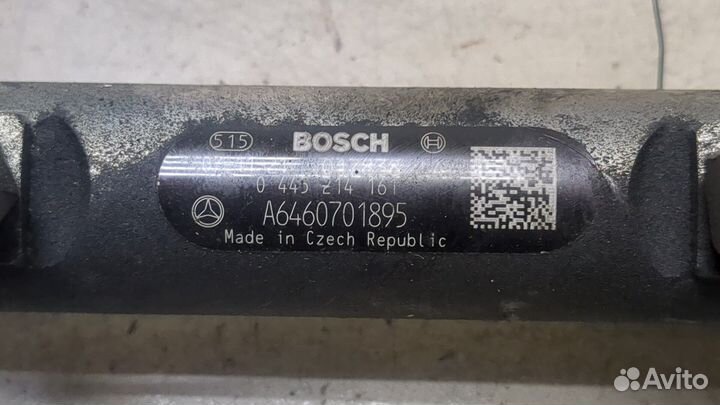 515 BOSCH
0 445 214 161
A6460701895
Made in Czech Republic
Avito